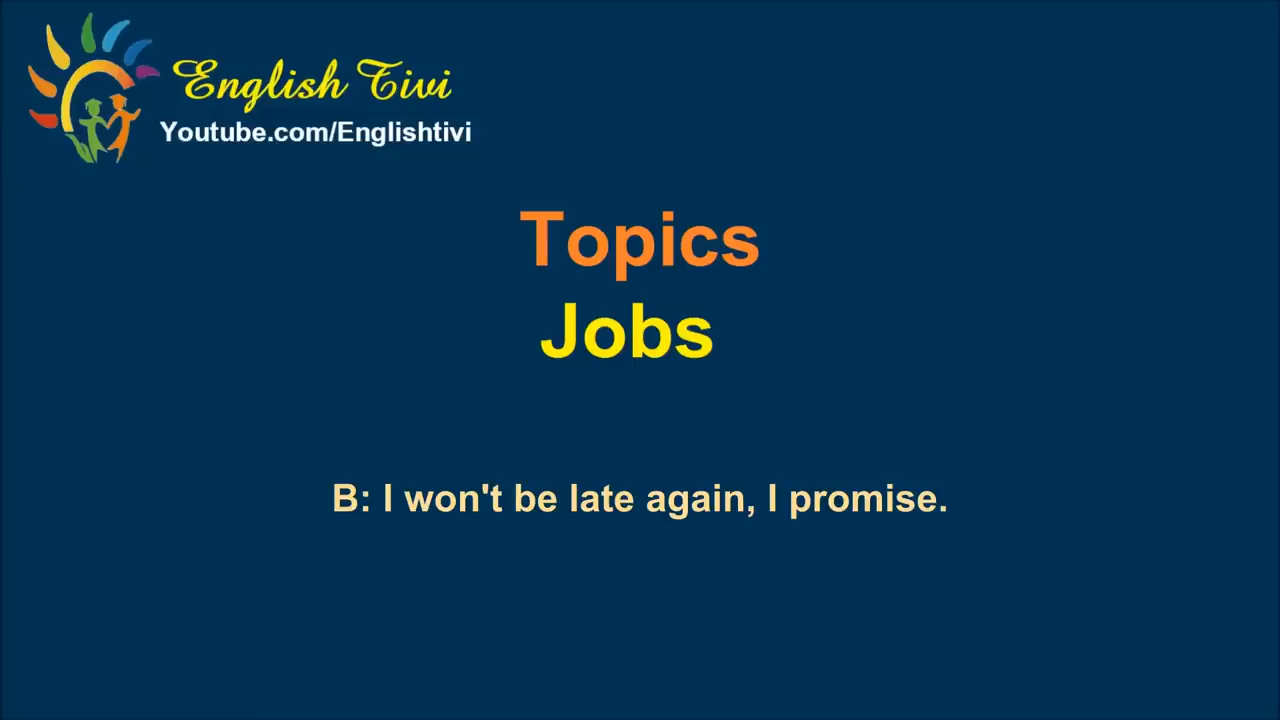 English Tivi
Youtube.com/Englishtivi
Topics
Jobs
B: I won't be late again, I promise.